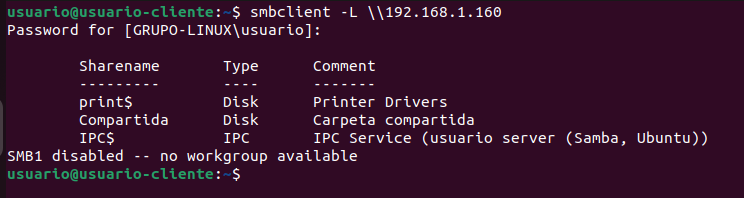 usuario@usuario-cliente:~$ smbclient -L \\192.168.1.160
Password for [GRUPO-LINUX\usuario]:
Sharename Type Comment
--------- ---- -------
print$ Disk Printer Drivers
Compartida Disk Carpeta compartida
IPC$ IPC IPC Service (usuario server (Samba, Ubuntu))
SMB1 disabled -- no workgroup available
usuario@usuario-cliente:~$